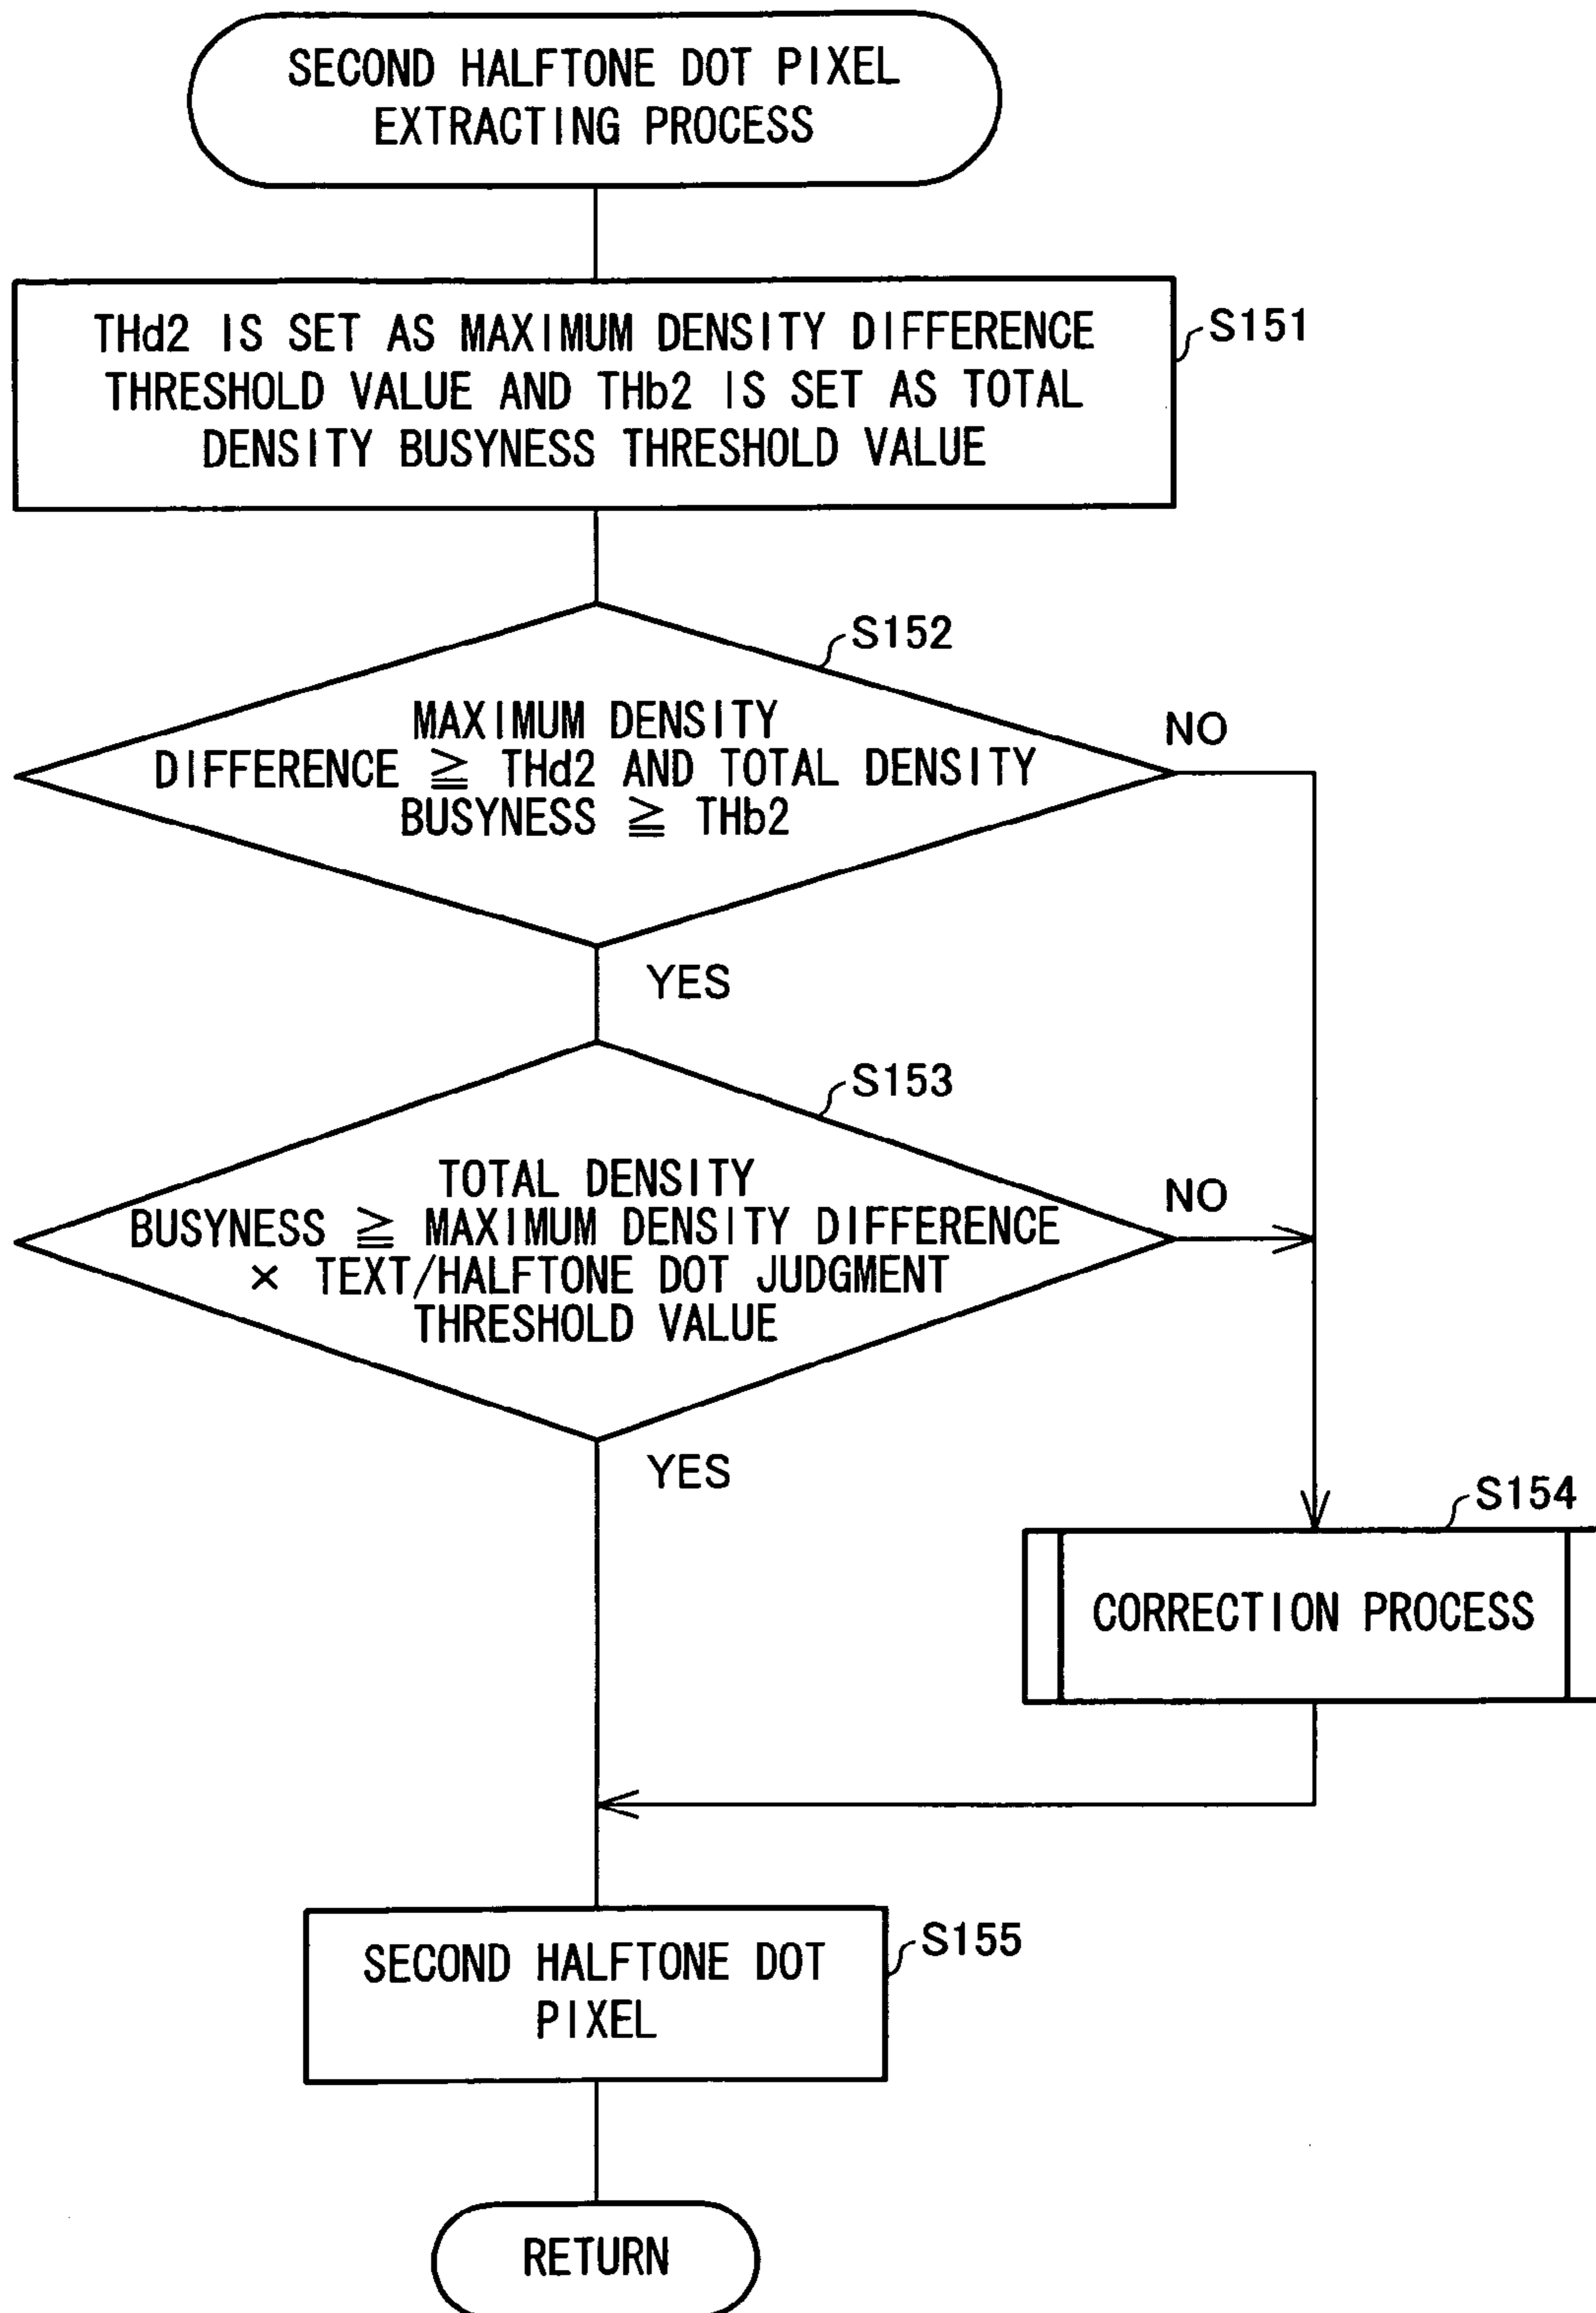 SECOND HALFTONE DOT PIXEL
EXTRACTING PROCESS
THd2 IS SET AS MAXIMUM DENSITY DIFFERENCE
THRESHOLD VALUE AND THb2 IS SET AS TOTAL
DENSITY BUSYNESS THRESHOLD VALUE
S151
S152
MAXIMUM DENSITY
DIFFERENCE ≧ THd2 AND TOTAL DENSITY
BUSYNESS ≧ THb2
NO
YES
S153
TOTAL DENSITY
BUSYNESS ≧ MAXIMUM DENSITY DIFFERENCE
× TEXT/HALFTONE DOT JUDGMENT
THRESHOLD VALUE
NO
YES
S154
CORRECTION PROCESS
S155
SECOND HALFTONE DOT
PIXEL
RETURN